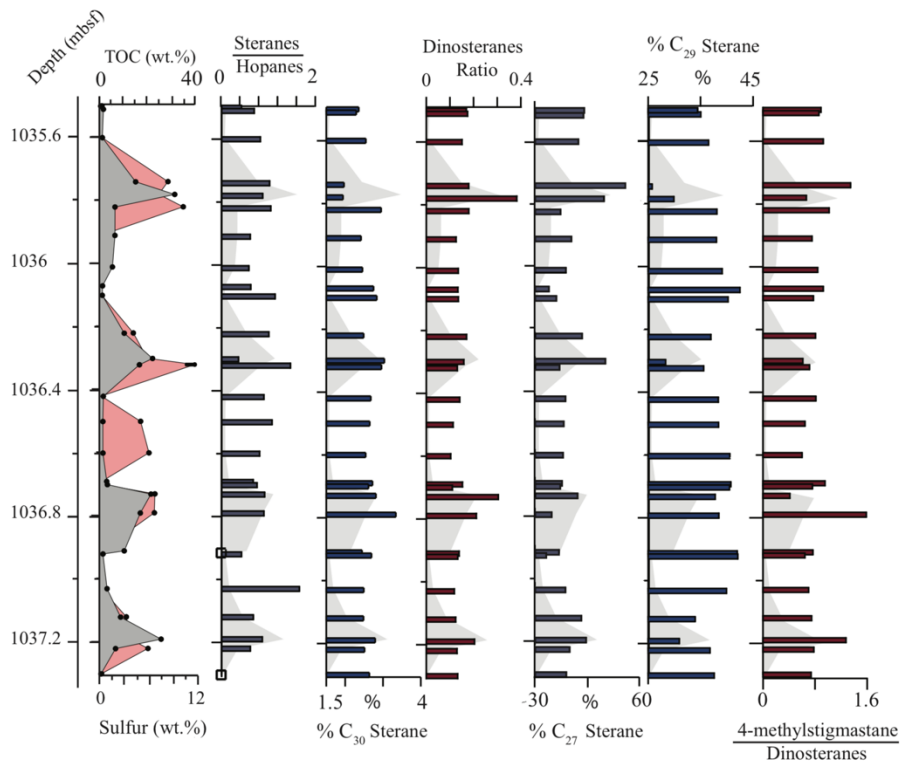 Depth (mbsf)
TOC (wt.%)
0 40
Steranes
Hopanes
0 2
Dinosteranes
Ratio
0 0.4
% C29 Sterane
25 % 45
1035.6
1036
1036.4
1036.8
1037.2
0 12
Sulfur (wt.%)
1.5 % 4
% C30 Sterane
-30 % 60
% C27 Sterane
0 1.6
4-methylstigmastane
Dinosteranes